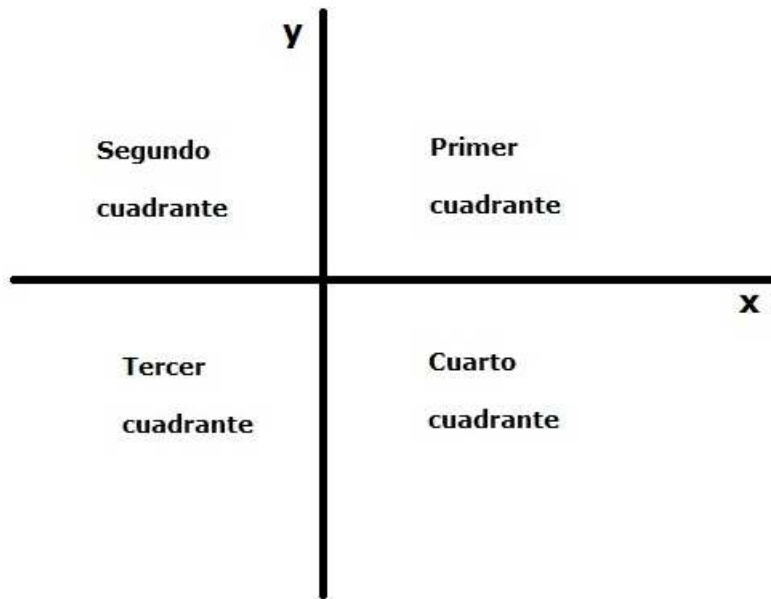 y
Segundo
cuadrante
Primer
cuadrante
x
Tercer
cuadrante
Cuarto
cuadrante